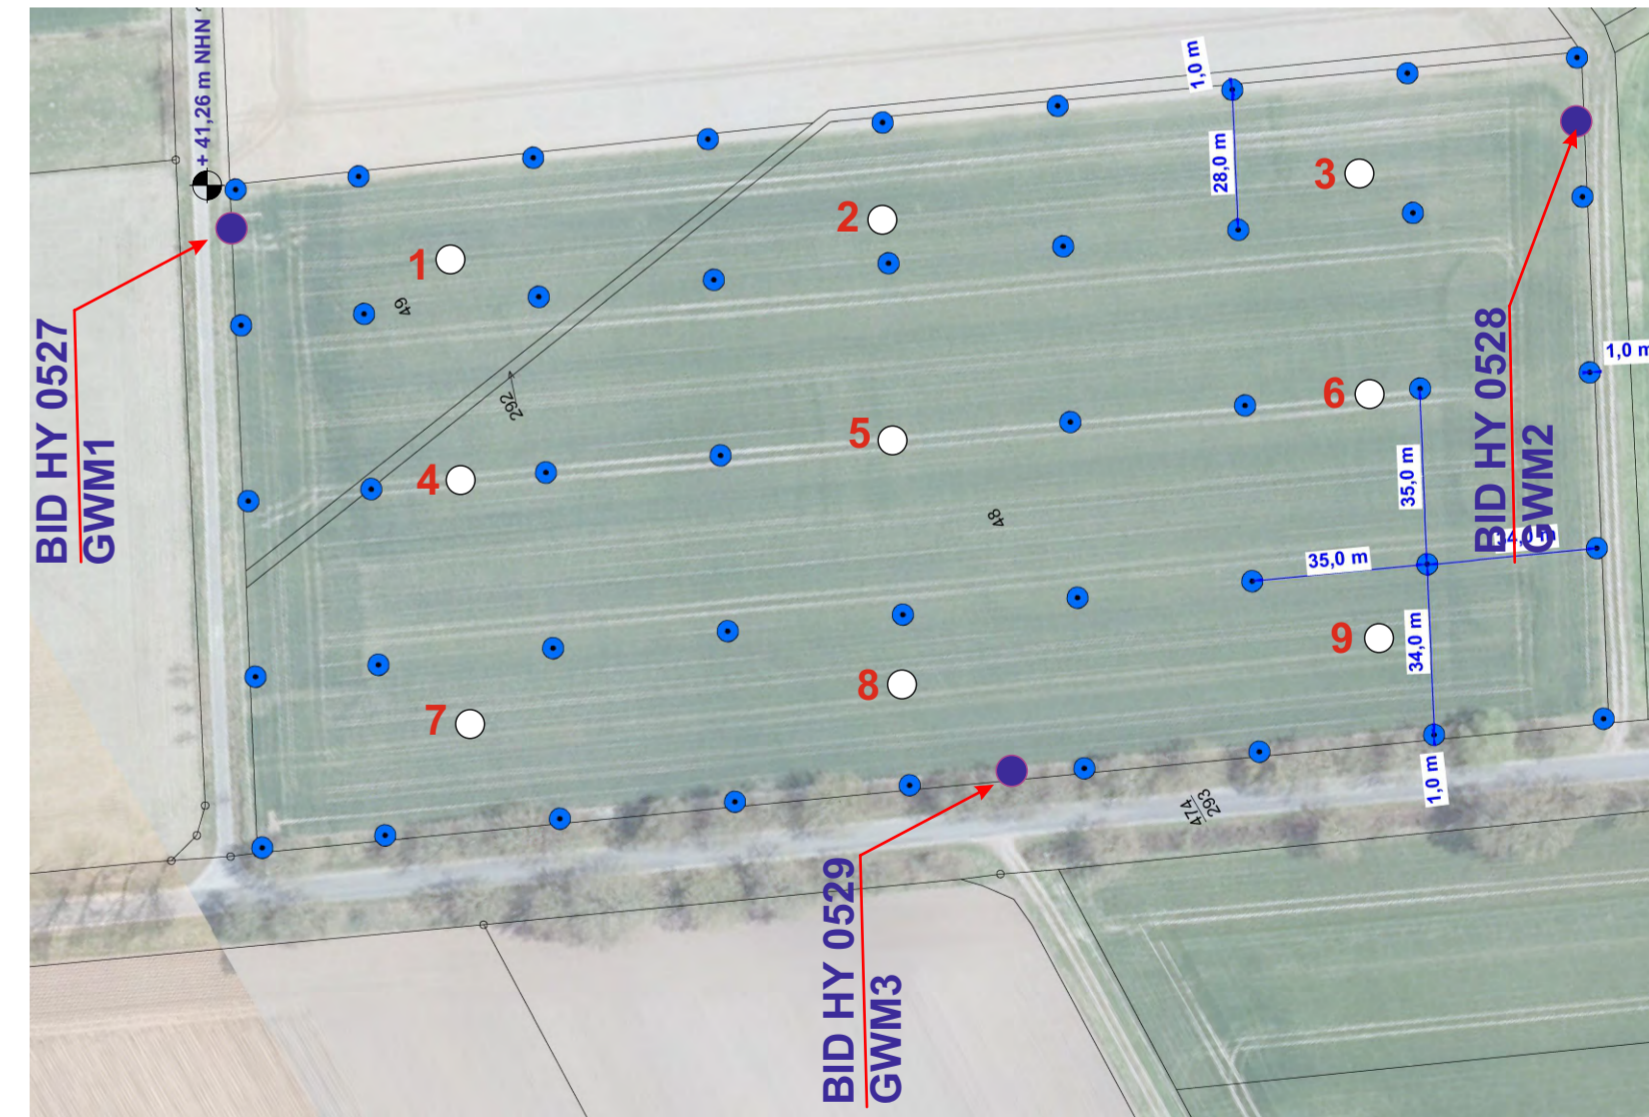 + 41,26 m NHN
1,0 m
28,0 m
3
2
1
49
BID HY 0527
GWM1
BID HY 0528
GWM2
1,0 m
292
6
5
4
35,0 m
48
35,0 m
34,0 m
34,0 m
9
8
7
1,0 m
474
293
BID HY 0529
GWM3